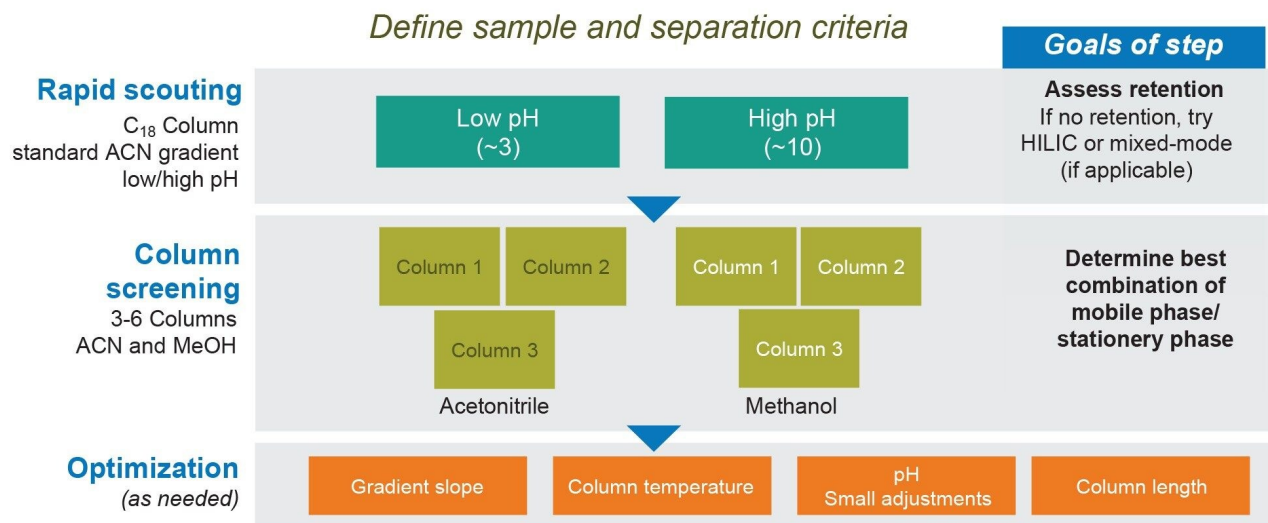 Define sample and separation criteria
Goals of step
Rapid scouting
C₁₈ Column
standard ACN gradient
low/high pH
Low pH
(~3)
High pH
(~10)
Assess retention
If no retention, try
HILIC or mixed-mode
(if applicable)
Column
screening
3-6 Columns
ACN and MeOH
Column 1
Column 2
Column 3
Acetonitrile
Column 1
Column 2
Column 3
Methanol
Determine best
combination of
mobile phase/
stationery phase
Optimization
(as needed)
Gradient slope
Column temperature
pH
Small adjustments
Column length